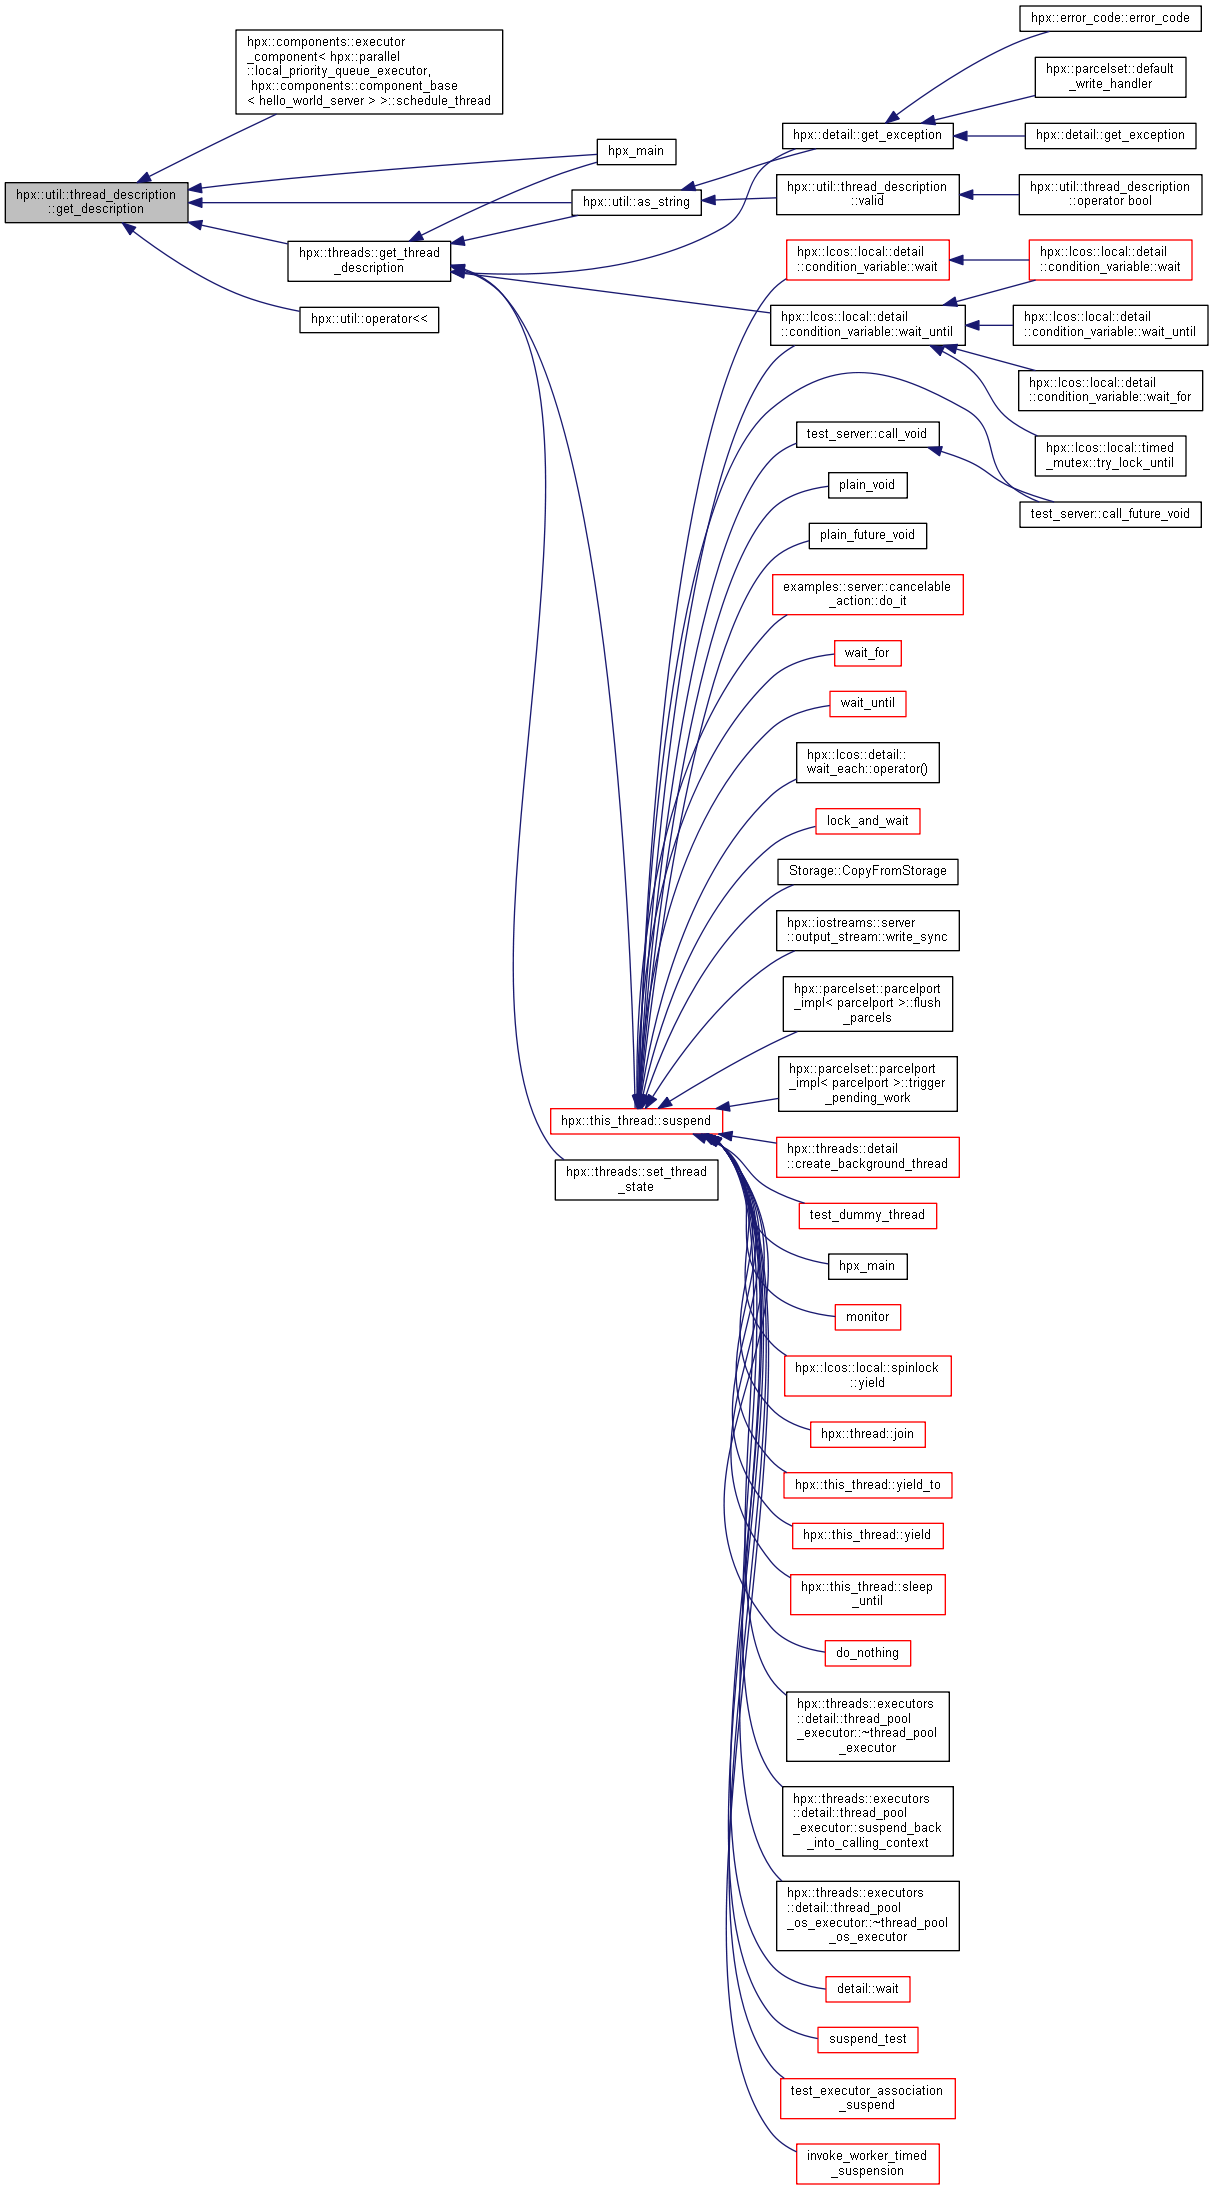 hpx::error_code::error_code
hpx::components::executor
_component< hpx::parallel
::local_priority_queue_executor,
hpx::components::component_base
< hello_world_server > >::schedule_thread
hpx::parcelset::default
_write_handler
hpx::detail::get_exception
hpx::detail::get_exception
hpx_main
hpx::util::thread_description
::get_description
hpx::util::as_string
hpx::util::thread_description
::valid
hpx::util::thread_description
::operator bool
hpx::threads::get_thread
_description
hpx::lcos::local::detail
::condition_variable::wait
hpx::lcos::local::detail
::condition_variable::wait
hpx::util::operator<<
hpx::lcos::local::detail
::condition_variable::wait_until
hpx::lcos::local::detail
::condition_variable::wait_until
hpx::lcos::local::detail
::condition_variable::wait_for
test_server::call_void
hpx::lcos::local::timed
_mutex::try_lock_until
plain_void
test_server::call_future_void
plain_future_void
examples::server::cancelable
_action::do_it
wait_for
wait_until
hpx::lcos::detail::
wait_each::operator()
lock_and_wait
Storage::CopyFromStorage
hpx::iostreams::server
::output_stream::write_sync
hpx::parcelset::parcelport
_impl< parcelport >::flush
_parcels
hpx::parcelset::parcelport
_impl< parcelport >::trigger
_pending_work
hpx::this_thread::suspend
hpx::threads::detail
::create_background_thread
hpx::threads::set_thread
_state
test_dummy_thread
hpx_main
monitor
hpx::lcos::local::spinlock
::yield
hpx::thread::join
hpx::this_thread::yield_to
hpx::this_thread::yield
hpx::this_thread::sleep
_until
do_nothing
hpx::threads::executors
::detail::thread_pool
_executor::~thread_pool
_executor
hpx::threads::executors
::detail::thread_pool
_executor::suspend_back
_into_calling_context
hpx::threads::executors
::detail::thread_pool
_os_executor::~thread_pool
_os_executor
detail::wait
suspend_test
test_executor_association
_suspend
invoke_worker_timed
_suspension